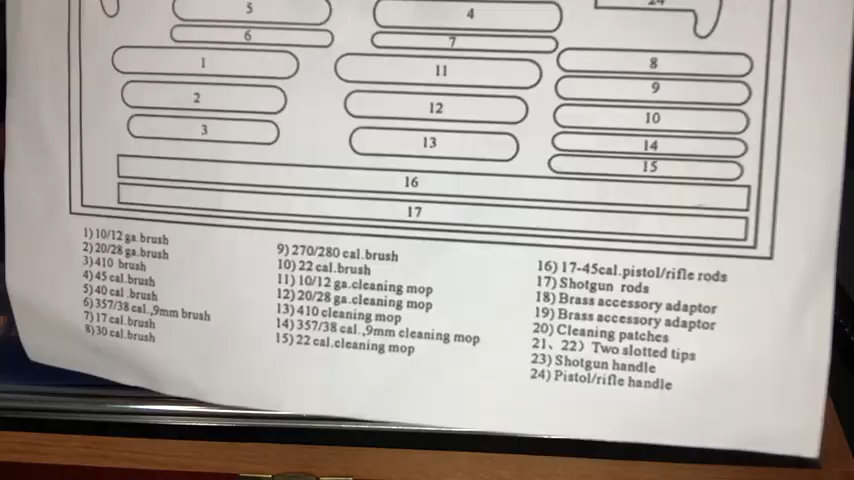 24
5
4
6
7
1
11
8
2
12
9
3
13
10
14
15
16
17
1) 10/12 ga.brush
2) 20/28 ga.brush
3) 410 brush
4) 45 cal.brush
5) 40 cal .brush
6) 357/38 cal.,9mm brush
7) 17 cal.brush
8)30 cal.brush
9) 270/280 cal.brush
10) 22 cal.brush
11) 10/12 ga.cleaning mop
12) 20/28 ga.cleaning mop
13) 410 cleaning mop
14) 357/38 cal.,9mm cleaning mop
15) 22 cal.cleaning mop
16) 17-45cal.pistol/rifle rods
17) Shotgun rods
18) Brass accessory adaptor
19) Brass accessory adaptor
20) Cleaning patches
21、22) Two slotted tips
23) Shotgun handle
24) Pistol/rifle handle